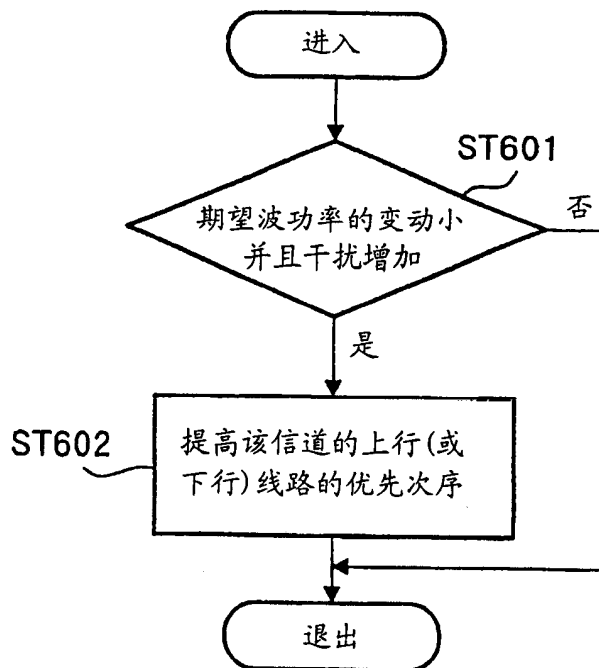 进入
ST601
期望波功率的变动小
并且干扰增加
否
是
ST602
提高该信道的上行(或
下行)线路的优先次序
退出